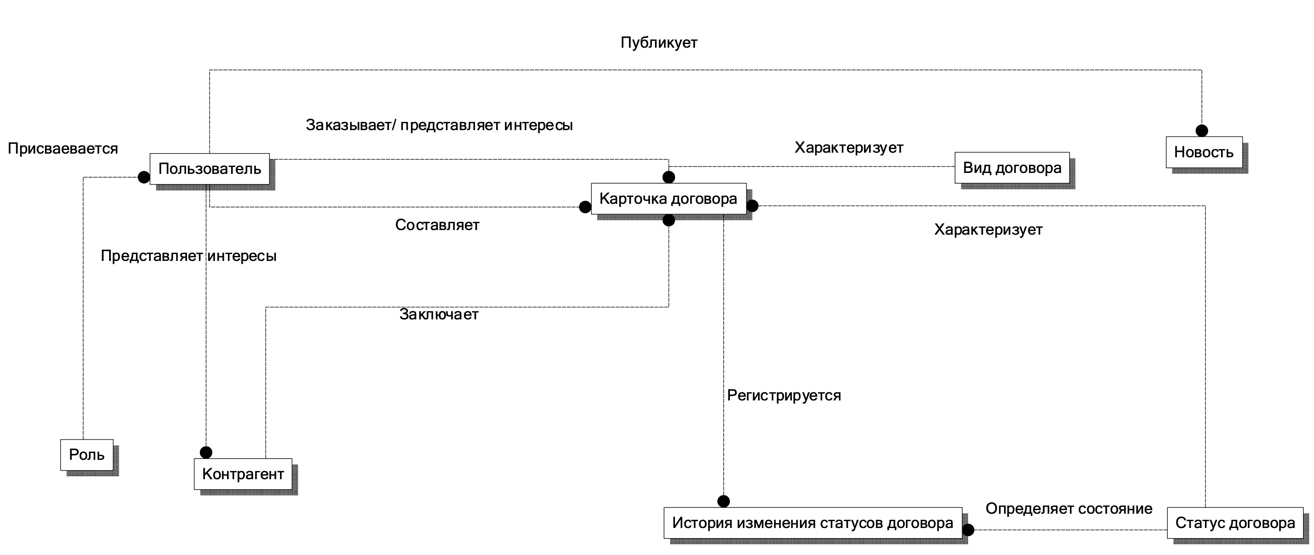 Публикует
Заказывает/ представляет интересы
Присваевается
Характеризует
Новость
Пользователь
Вид договора
Карточка договора
Составляет
Характеризует
Представляет интересы
Заключает
Регистрируется
Роль
Контрагент
Определяет состояние
История изменения статусов договора
Статус договора